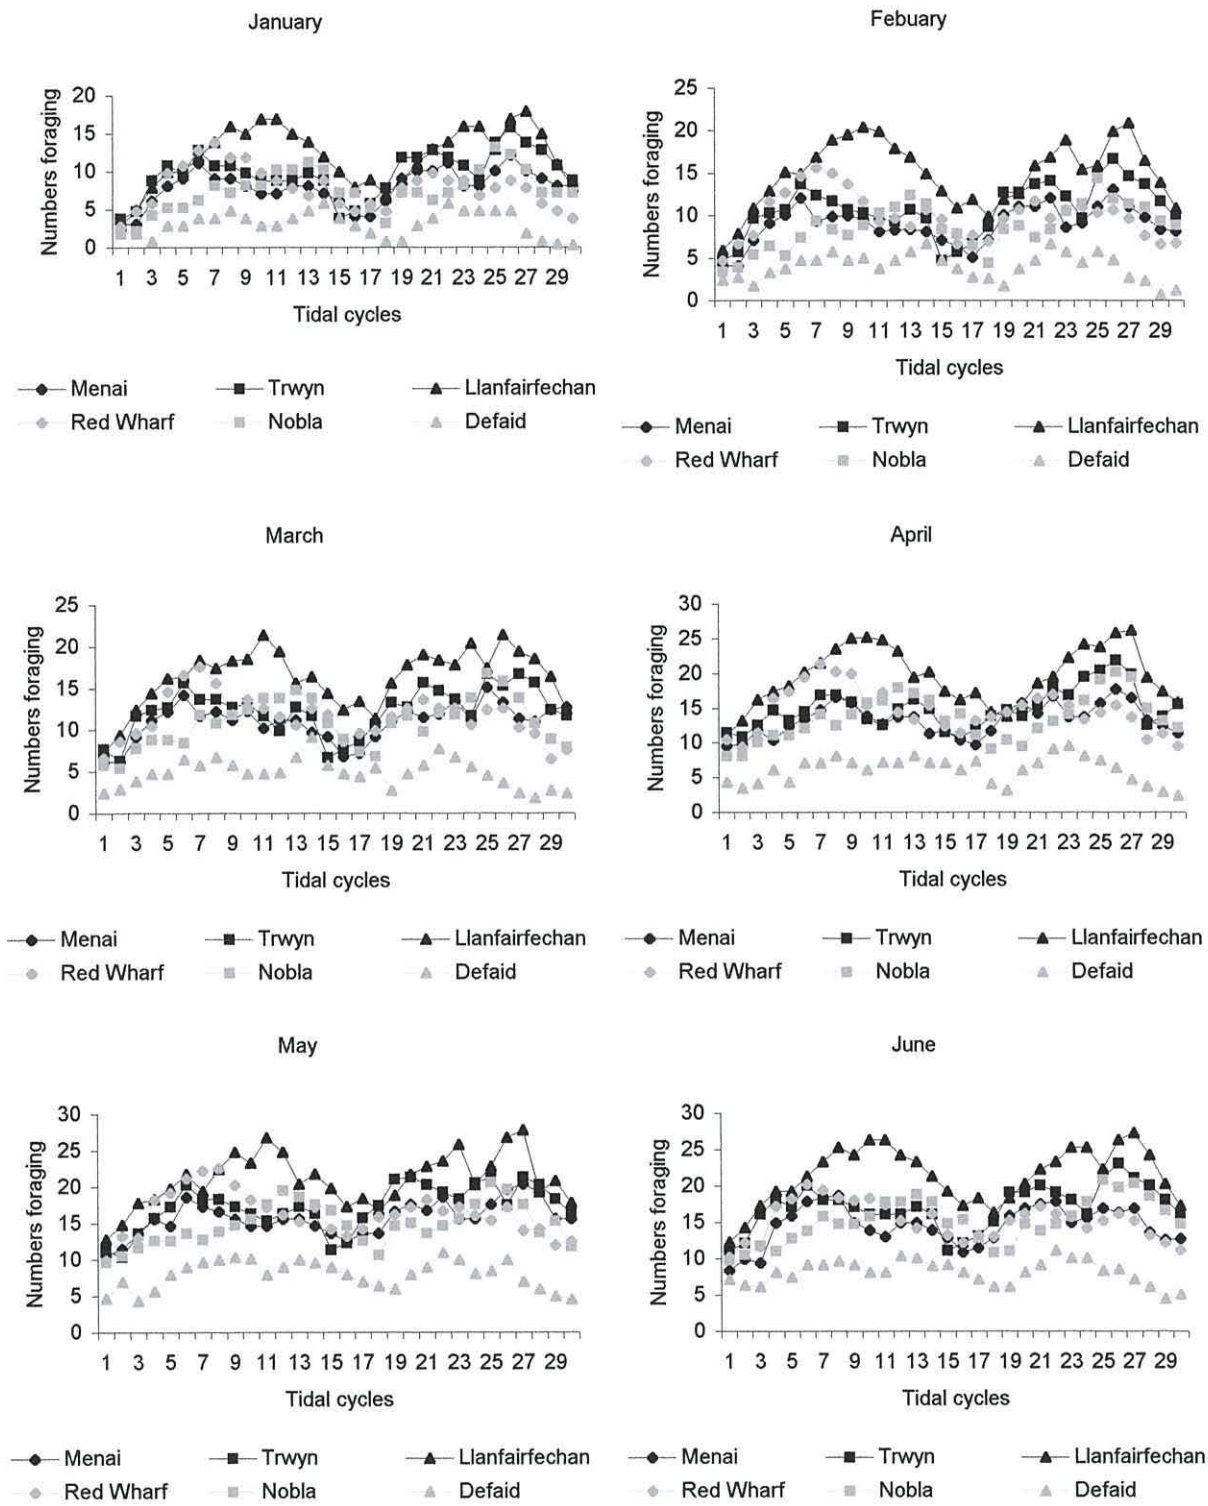 January
Numbers foraging
20
15
10
5
0
1 3 5 7 9 11 13 15 17 19 21 23 25 27 29
Tidal cycles
Menai Trwyn Llanfairfechan
Red Wharf Nobla Defaid
Febuary
Numbers foraging
25
20
15
10
5
0
1 3 5 7 9 11 13 15 17 19 21 23 25 27 29
Tidal cycles
Menai Trwyn Llanfairfechan
Red Wharf Nobla Defaid
March
Numbers foraging
25
20
15
10
5
0
1 3 5 7 9 11 13 15 17 19 21 23 25 27 29
Tidal cycles
Menai Trwyn Llanfairfechan
Red Wharf Nobla Defaid
April
Numbers foraging
30
25
20
15
10
5
0
1 3 5 7 9 11 13 15 17 19 21 23 25 27 29
Tidal cycles
Menai Trwyn Llanfairfechan
Red Wharf Nobla Defaid
May
Numbers foraging
30
25
20
15
10
5
0
1 3 5 7 9 11 13 15 17 19 21 23 25 27 29
Tidal cycles
Menai Trwyn Llanfairfechan
Red Wharf Nobla Defaid
June
Numbers foraging
30
25
20
15
10
5
0
1 3 5 7 9 11 13 15 17 19 21 23 25 27 29
Tidal cycles
Menai Trwyn Llanfairfechan
Red Wharf Nobla Defaid